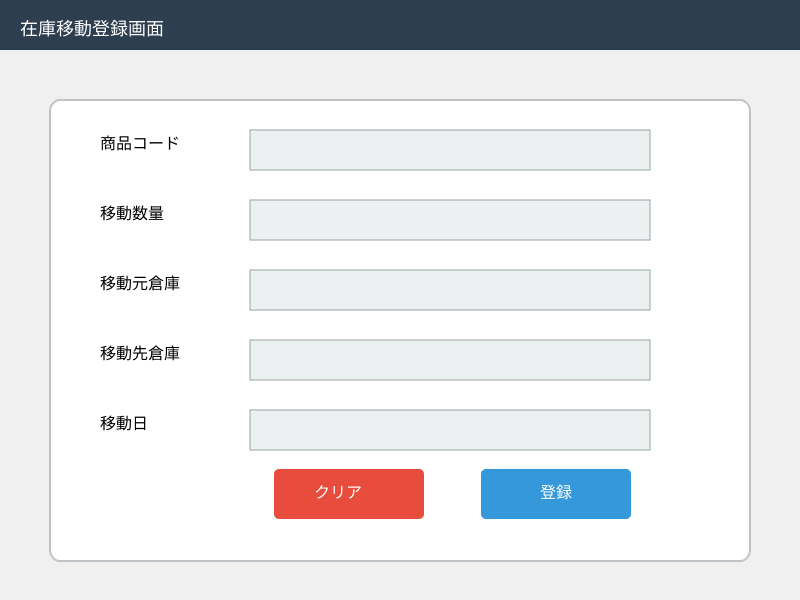 在庫移動登録画面
商品コード
移動数量
移動元倉庫
移動先倉庫
移動日
クリア
登録